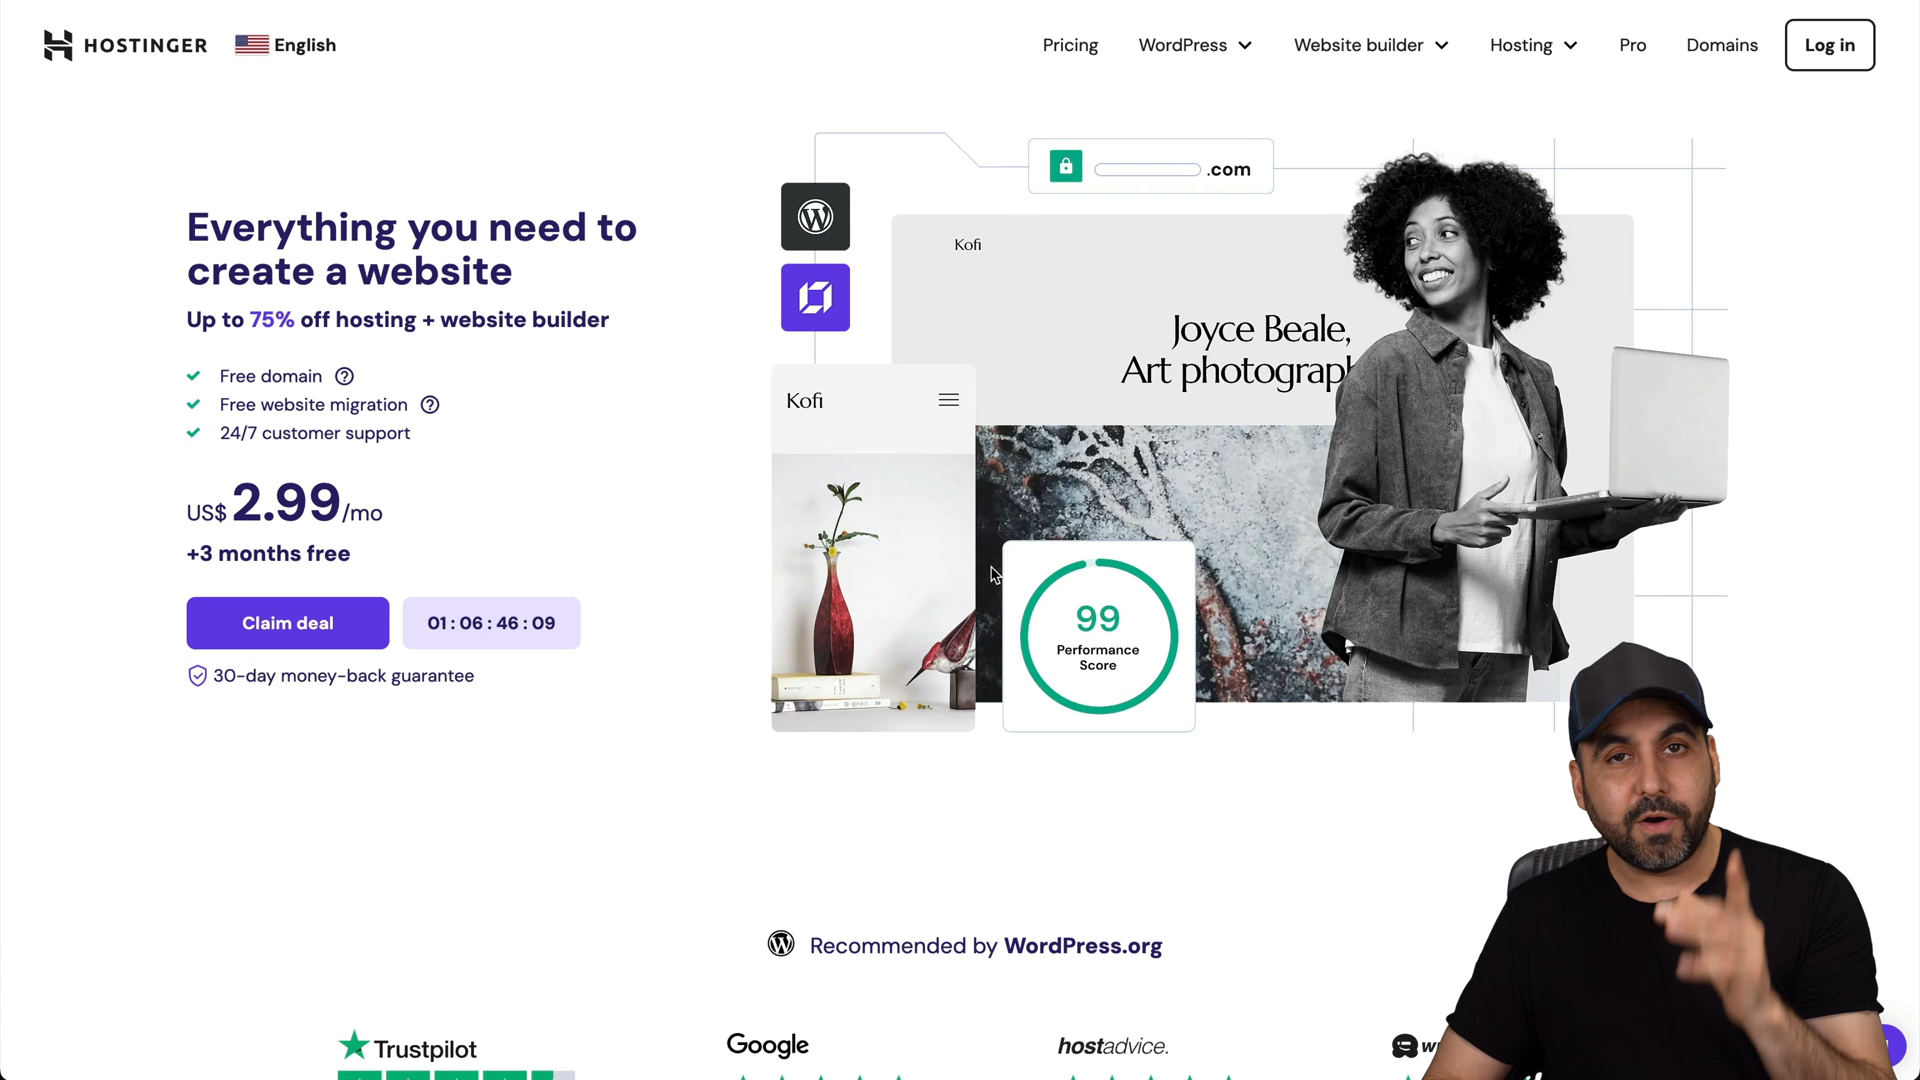 HOSTINGER
English
Pricing
WordPress
Website builder
Hosting
Pro
Domains
Log in
.com
Kofi
Joyce Beale,
Art photograph
Everything you need to
create a website
Up to 75% off hosting + website builder
Free domain
Free website migration
24/7 customer support
US$ 2.99/mo
+3 months free
Claim deal
01 : 06 : 46 : 09
30-day money-back guarantee
Kofi
99
Performance
Score
Recommended by WordPress.org
Trustpilot
Google
hostadvice.